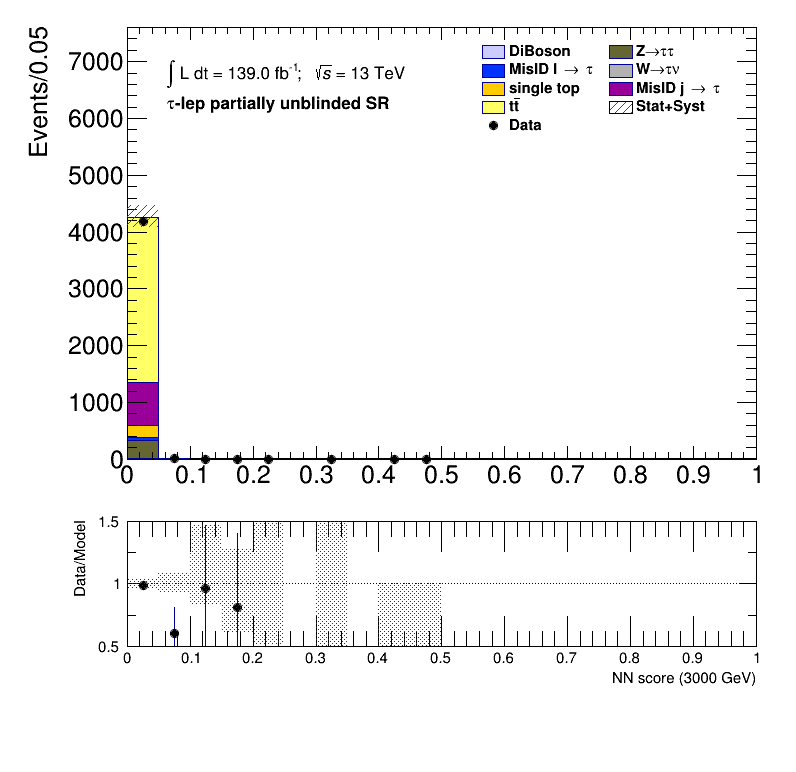 Events/0.05
7000
6000
5000
4000
3000
2000
1000
0
∫ L dt = 139.0 fb⁻¹; √s = 13 TeV
τ-lep partially unblinded SR
DiBoson
Z→ττ
MisID l → τ
W→τν
single top
MisID j → τ
tt̄
Stat+Syst
Data
0 0.1 0.2 0.3 0.4 0.5 0.6 0.7 0.8 0.9 1
Data/Model
1.5
1
0.5
0 0.1 0.2 0.3 0.4 0.5 0.6 0.7 0.8 0.9 1
NN score (3000 GeV)